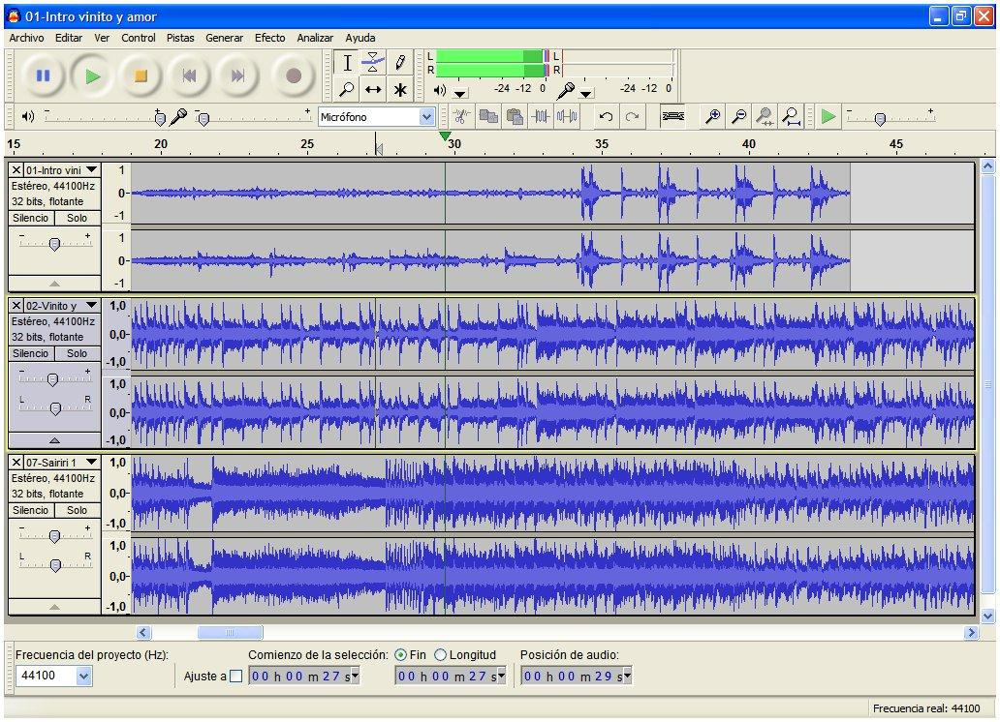 01-Intro vinito y amor
Archivo Editar Ver Control Pistas Generar Efecto Analizar Ayuda
L L
R R
-24 -12 0 -24 -12 0
- + - + Micrófono - +
15 20 25 30 35 40 45
01-Intro vini
Estéreo, 44100Hz
32 bits, flotante
Silencio Solo
- +
1
0-
-1
1
0-
-1
02-Vinito y
Estéreo, 44100Hz
32 bits, flotante
Silencio Solo
- +
L R
1,0
0,0-
-1,0
1,0
0,0-
-1,0
07-Sairiri 1
Estéreo, 44100Hz
32 bits, flotante
Silencio Solo
- +
L R
1,0
0,0-
-1,0
1,0
0,0-
-1,0
Frecuencia del proyecto (Hz): Comienzo de la selección: Fin Longitud Posición de audio:
44100 Ajuste a 00 h 00 m 27 s 00 h 00 m 27 s 00 h 00 m 29 s
Frecuencia real: 44100